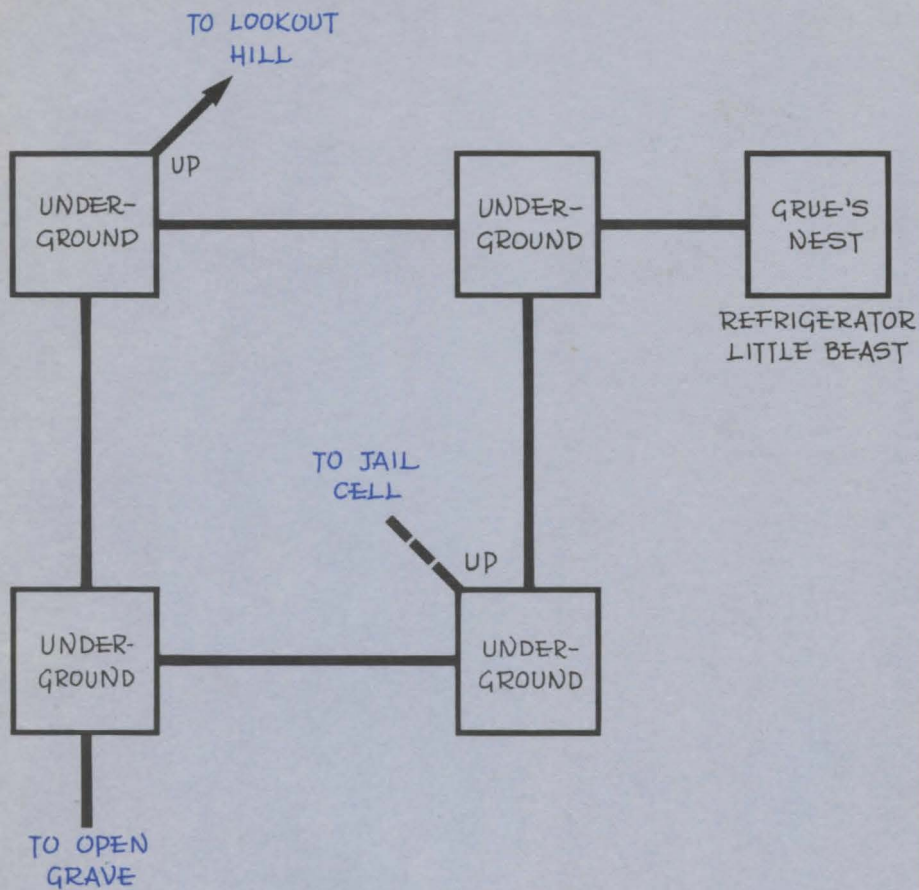 TO LOOKOUT
HILL
UP
UNDER-
GROUND
UNDER-
GROUND
GRUE'S
NEST
REFRIGERATOR
LITTLE BEAST
TO JAIL
CELL
UP
UNDER-
GROUND
UNDER-
GROUND
TO OPEN
GRAVE